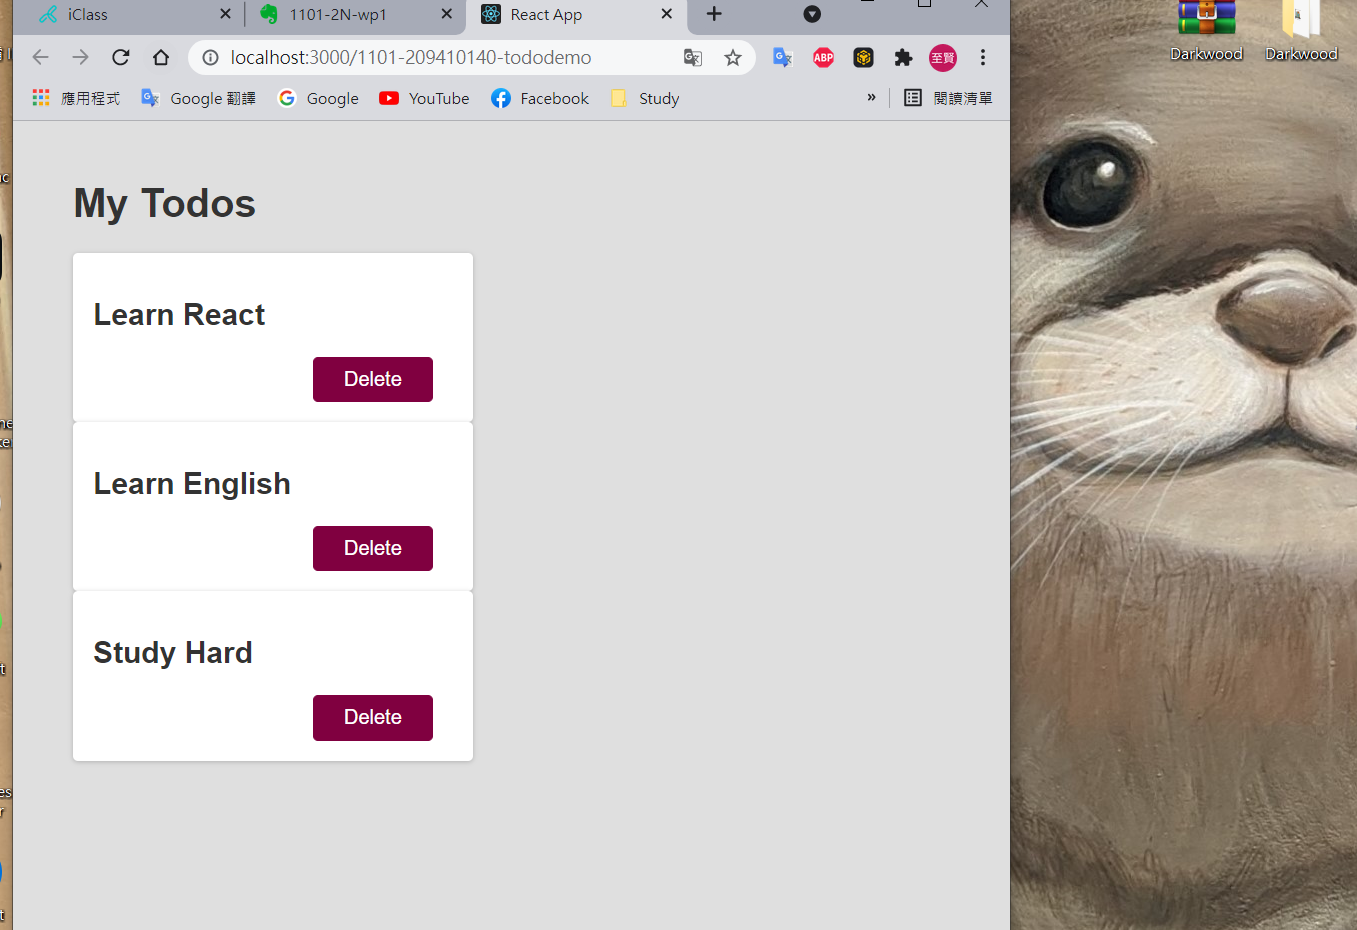 iClass
1101-2N-wp1
React App
localhost:3000/1101-209410140-tododemo
ABP
至賢
應用程式
Google 翻譯
Google
YouTube
Facebook
Study
»
閱讀清單
My Todos
Learn React
Delete
Learn English
Delete
Study Hard
Delete
Darkwood
Darkwood